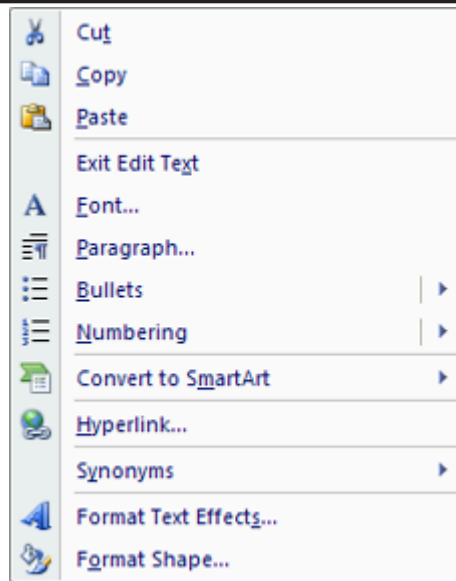 Cut
Copy
Paste
Exit Edit Text
Font...
Paragraph...
Bullets
Numbering
Convert to SmartArt
Hyperlink...
Synonyms
Format Text Effects...
Format Shape...